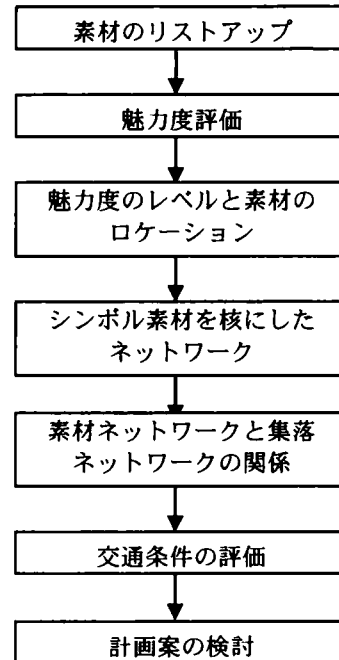 素材のリストアップ
魅力度評価
魅力度のレベルと素材の
ロケーション
シンボル素材を核にした
ネットワーク
素材ネットワークと集落
ネットワークの関係
交通条件の評価
計画案の検討